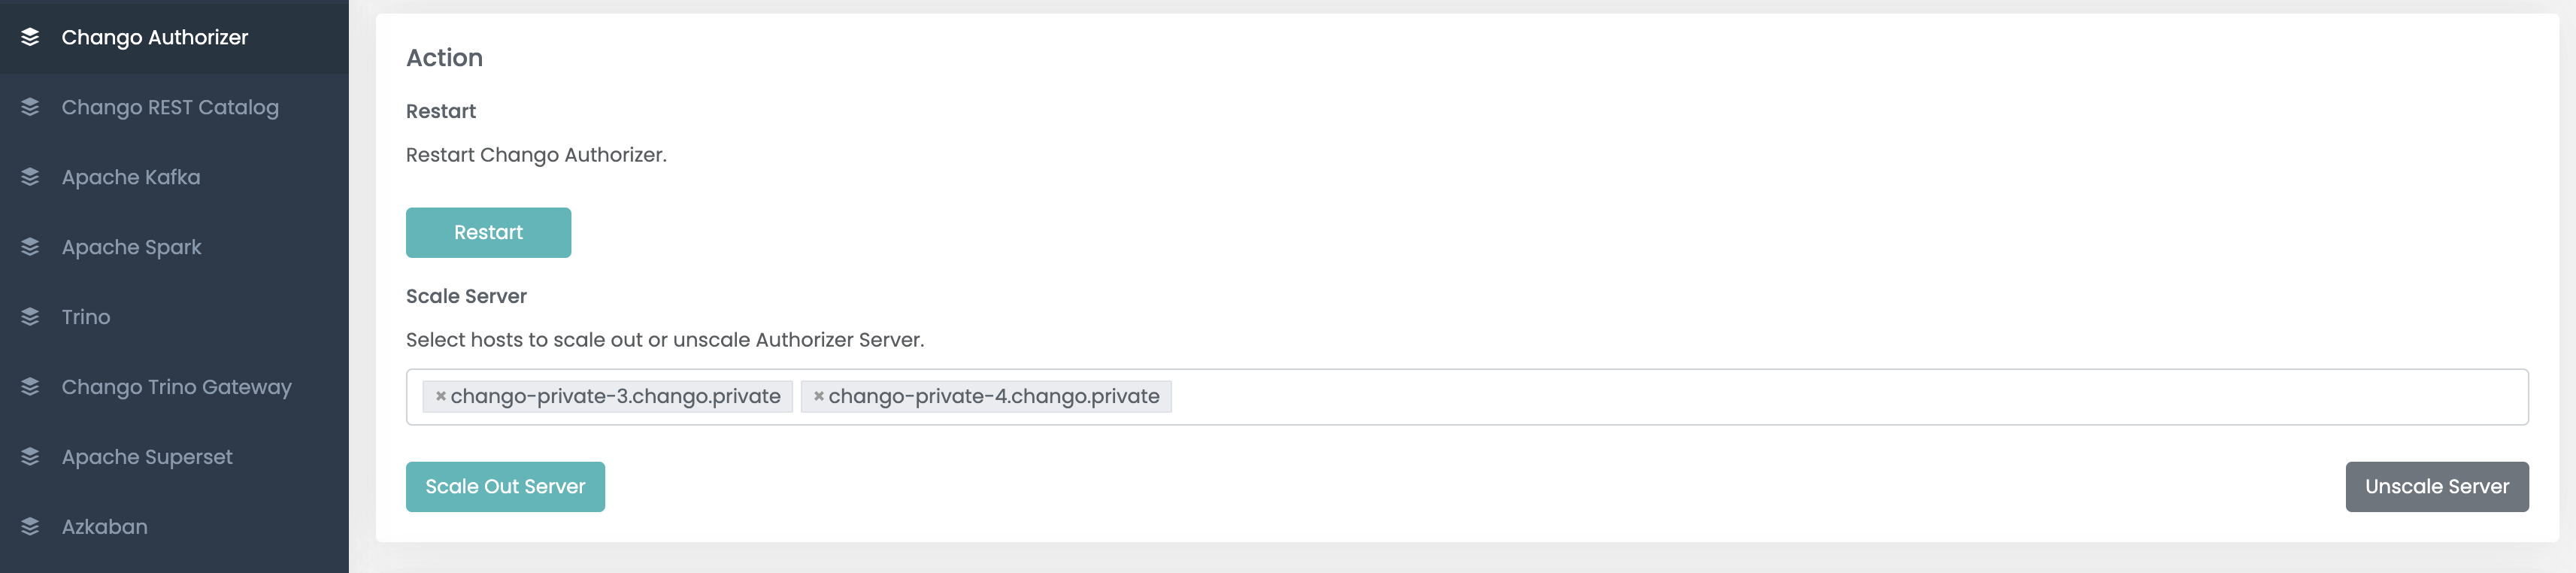 Chango Authorizer
Chango REST Catalog
Apache Kafka
Apache Spark
Trino
Chango Trino Gateway
Apache Superset
Azkaban
Action
Restart
Restart Chango Authorizer.
Restart
Scale Server
Select hosts to scale out or unscale Authorizer Server.
× chango-private-3.chango.private × chango-private-4.chango.private
Scale Out Server Unscale Server